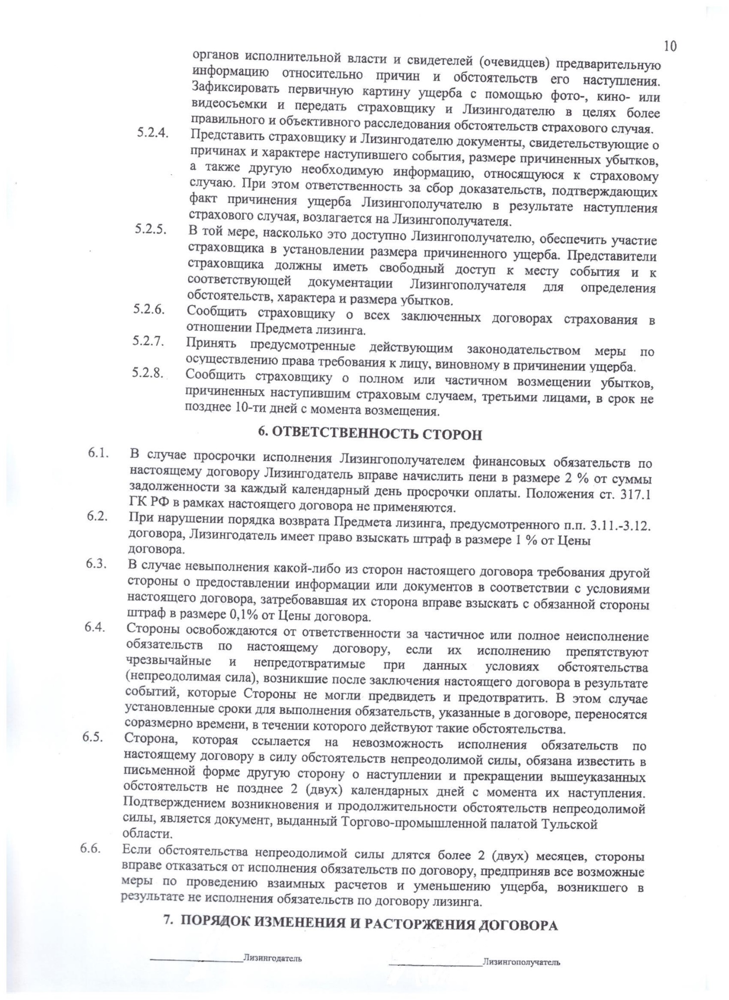 10
органов исполнительной власти и свидетелей (очевидцев) предварительную
информацию относительно причин и обстоятельств его наступления.
Зафиксировать первичную картину ущерба с помощью фото-, кино- или
видеосъемки и передать страховщику и Лизингодателю в целях более
правильного и объективного расследования обстоятельств страхового случая.
5.2.4. Представить страховщику и Лизингодателю документы, свидетельствующие о
причинах и характере наступившего события, размере причиненных убытков,
а также другую необходимую информацию, относящуюся к страховому
случаю. При этом ответственность за сбор доказательств, подтверждающих
факт причинения ущерба Лизингополучателю в результате наступления
страхового случая, возлагается на Лизингополучателя.
5.2.5. В той мере, насколько это доступно Лизингополучателю, обеспечить участие
страховщика в установлении размера причиненного ущерба. Представители
страховщика должны иметь свободный доступ к месту события и к
соответствующей документации Лизингополучателя для определения
обстоятельств, характера и размера убытков.
5.2.6. Сообщить страховщику о всех заключенных договорах страхования в
отношении Предмета лизинга.
5.2.7. Принять предусмотренные действующим законодательством меры по
осуществлению права требования к лицу, виновному в причинении ущерба.
5.2.8. Сообщить страховщику о полном или частичном возмещении убытков,
причиненных наступившим страховым случаем, третьими лицами, в срок не
позднее 10-ти дней с момента возмещения.
6. ОТВЕТСТВЕННОСТЬ СТОРОН
6.1. В случае просрочки исполнения Лизингополучателем финансовых обязательств по
настоящему договору Лизингодатель вправе начислить пени в размере 2 % от суммы
задолженности за каждый календарный день просрочки оплаты. Положения ст. 317.1
ГК РФ в рамках настоящего договора не применяются.
6.2. При нарушении порядка возврата Предмета лизинга, предусмотренного п.п. 3.11.-3.12.
договора, Лизингодатель имеет право взыскать штраф в размере 1 % от Цены
договора.
6.3. В случае невыполнения какой-либо из сторон настоящего договора требования другой
стороны о предоставлении информации или документов в соответствии с условиями
настоящего договора, затребовавшая их сторона вправе взыскать с обязанной стороны
штраф в размере 0,1% от Цены договора.
6.4. Стороны освобождаются от ответственности за частичное или полное неисполнение
обязательств по настоящему договору, если их исполнению препятствуют
чрезвычайные и непредотвратимые при данных условиях обстоятельства
(непреодолимая сила), возникшие после заключения настоящего договора в результате
событий, которые Стороны не могли предвидеть и предотвратить. В этом случае
установленные сроки для выполнения обязательств, указанные в договоре, переносятся
соразмерно времени, в течении которого действуют такие обстоятельства.
6.5. Сторона, которая ссылается на невозможность исполнения обязательств по
настоящему договору в силу обстоятельств непреодолимой силы, обязана известить в
письменной форме другую сторону о наступлении и прекращении вышеуказанных
обстоятельств не позднее 2 (двух) календарных дней с момента их наступления.
Подтверждением возникновения и продолжительности обстоятельств непреодолимой
силы, является документ, выданный Торгово-промышленной палатой Тульской
области.
6.6. Если обстоятельства непреодолимой силы длятся более 2 (двух) месяцев, стороны
вправе отказаться от исполнения обязательств по договору, предприняв все возможные
меры по проведению взаимных расчетов и уменьшению ущерба, возникшего в
результате не исполнения обязательств по договору лизинга.
7. ПОРЯДОК ИЗМЕНЕНИЯ И РАСТОРЖЕНИЯ ДОГОВОРА
_________________Лизингодатель _________________Лизингополучатель